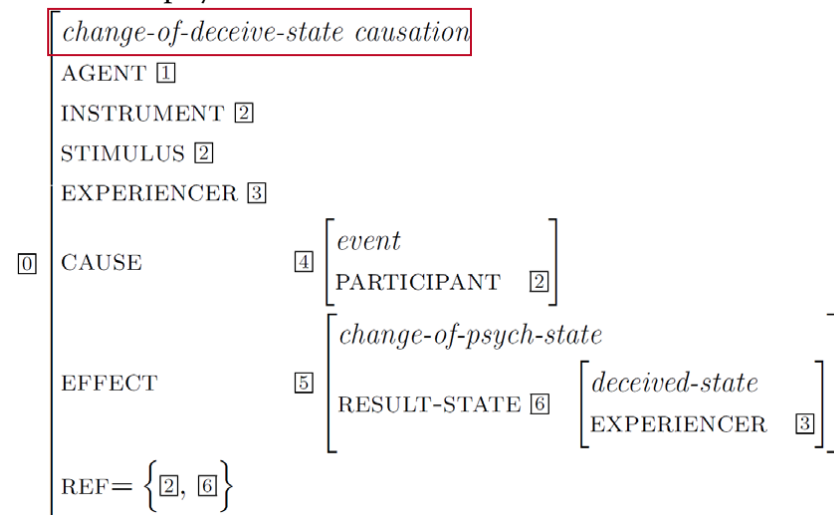 change-of-deceive-state causation
AGENT 1
INSTRUMENT 2
STIMULUS 2
EXPERIENCER 3
event
0 CAUSE 4
PARTICIPANT 2
change-of-psych-state
deceived-state
EFFECT 5
RESULT-STATE 6
EXPERIENCER 3
REF= {2, 6}